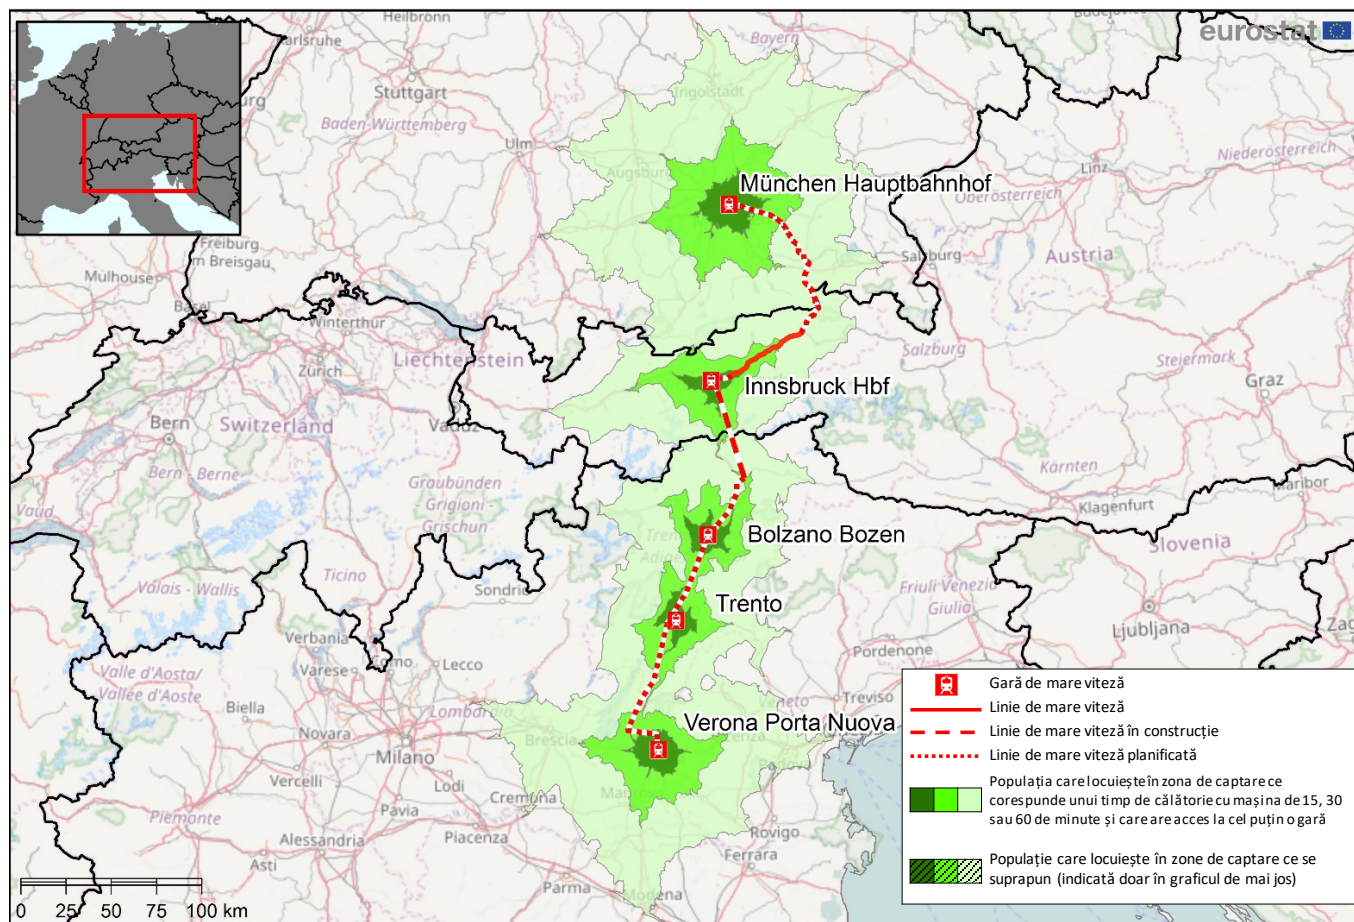 Heilbronn
Karlsruhe
Bayern
eurostat
Ingolstadt
Stuttgart
Baden-Württemberg
Ulm
Augsburg
Niederösterreich
Linz
Oberösterreich
München Hauptbahnhof
Freiburg
im Breisgau
Salzburg
Austria
Mülhouse
Basel
Winterthur
Liechtenstein
Zürich
Salzburg
Steiermark
Graz
Innsbruck Hbf
Bern
Switzerland
Vaduz
Bern - Berne
Kärnten
Graubünden
- Grigioni -
Grischun
Maribor
Klagenfurt
Vaud
Bolzano Bozen
Slovenia
Valais - Wallis
Ticino
Sondrio
Friuli Venezia
Giulia
Trento
Ljubljana
Verbania
Como
Lecco
Varese
Pordenone
Valle d'Aosta/
Vallée d'Aoste
Biella
Lombardia
Treviso
Verona Porta Nuova
Novara
Milano
Brescia
Padova
Vercelli
Lodi
Cremona
Mantova
Pavia
Piemonte
Piacenza
Alessandria
Asti
Rovigo
Ferrara
Parma
Modena
Gară de mare viteză
Linie de mare viteză
Linie de mare viteză în construcție
Linie de mare viteză planificată
Populația care locuiește în zona de captare ce
corespunde unui timp de călătorie cu mașina de 15, 30
sau 60 de minute și care are acces la cel puțin o gară
Populație care locuiește în zone de captare ce se
suprapun (indicată doar în graficul de mai jos)
0 25 50 75 100 km